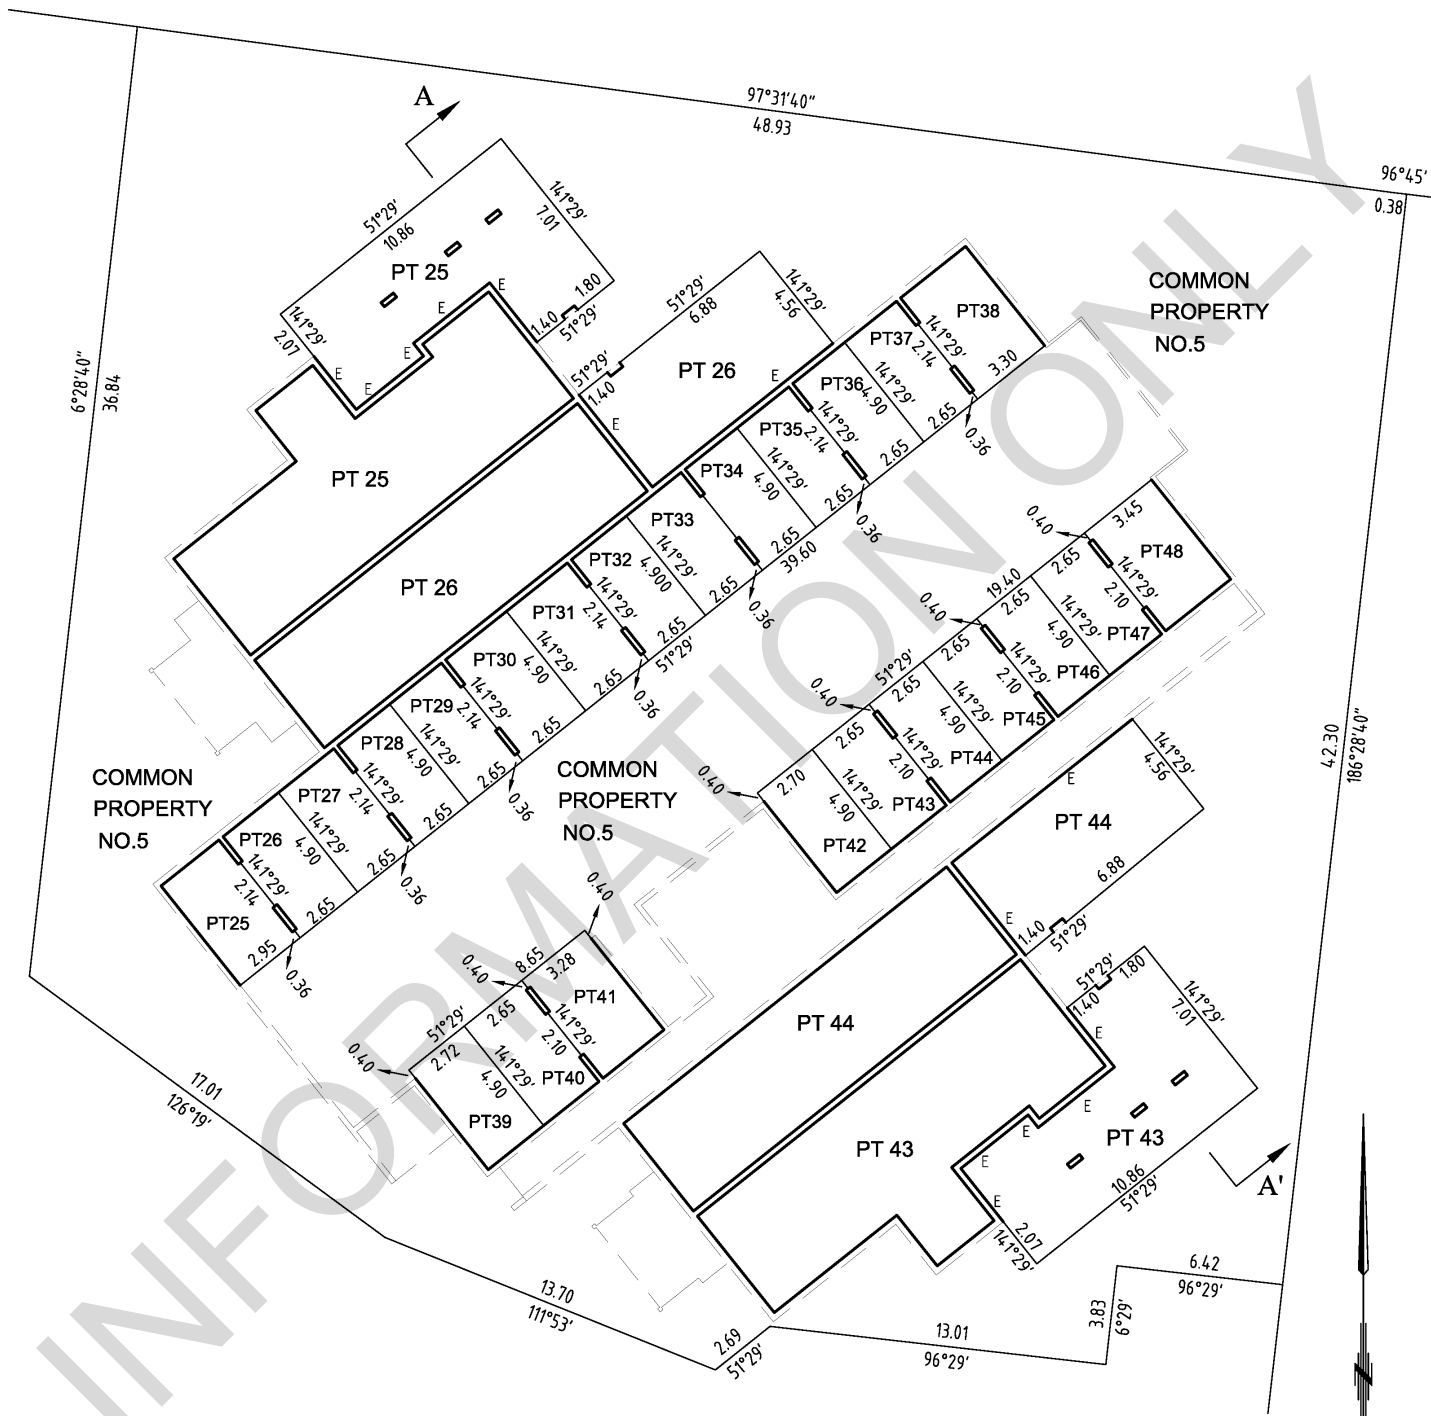 97°31'40"
48.93
96°45'
0.38
A
51°29'
10.86
141°29'
7.01
PT 25
141°29'
2.07
E
E
E
E
E
1.80
1.40
51°29'
6°28'40"
36.84
51°29'
6.88
141°29'
4.56
PT 26
51°29'
1.40
E
E
COMMON
PROPERTY
NO.5
PT38
3.30
0.36
PT37
141°29'
2.14
2.65
PT36
141°29'
4.90
2.65
PT35
141°29'
2.14
2.65
0.36
PT34
141°29'
4.90
2.65
39.60
PT33
2.65
0.36
PT32
141°29'
4.900
2.65
51°29'
PT31
141°29'
2.14
2.65
0.36
PT30
141°29'
4.90
2.65
PT29
141°29'
2.14
2.65
0.36
PT28
141°29'
4.90
2.65
PT27
141°29'
2.14
2.65
0.36
PT26
141°29'
4.90
2.65
PT25
141°29'
2.14
2.95
0.36
PT 25
PT 26
COMMON
PROPERTY
NO.5
COMMON
PROPERTY
NO.5
0.40
3.45
PT48
2.65
141°29'
2.10
PT47
19.40
2.65
141°29'
4.90
PT46
0.40
2.65
141°29'
2.10
PT45
51°29'
2.65
141°29'
4.90
PT44
0.40
2.65
141°29'
2.10
PT43
0.40
2.70
141°29'
4.90
PT42
42.30
186°28'40"
0.40
8.65
3.28
PT41
0.40
2.65
141°29'
2.10
PT40
51°29'
2.72
141°29'
4.90
PT39
0.40
E
141°29'
4.56
PT 44
6.88
E
1.40
51°29'
PT 44
51°29'
1.80
1.40
141°29'
7.01
E
E
E
E
E
PT 43
PT 43
10.86
51°29'
2.07
141°29'
A'
17.01
126°19'
13.70
111°53'
2.69
51°29'
13.01
96°29'
3.83
6°29'
6.42
96°29'
N
INFORMATION ONLY